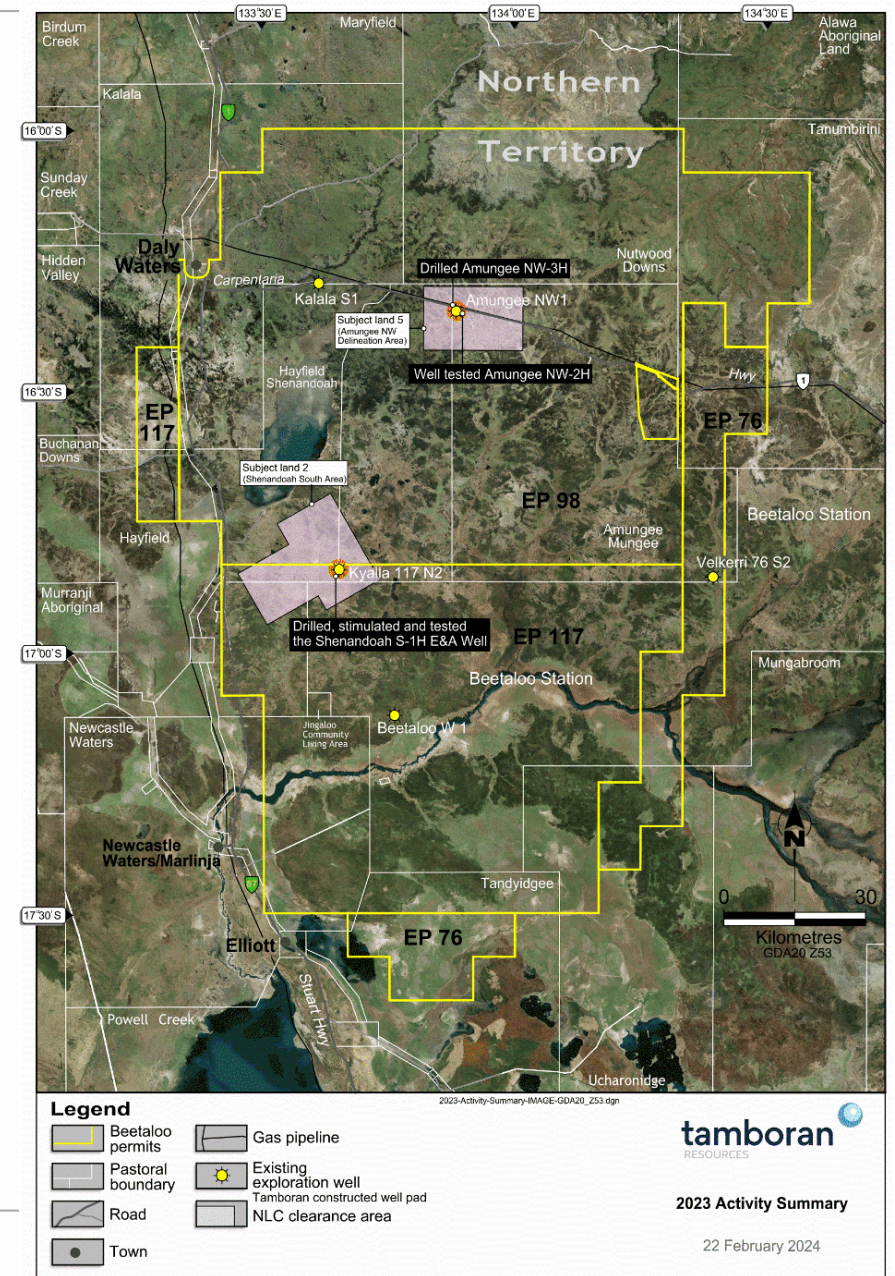 133°30' E
134°00' E
134°30' E
Birdum
Creek
Maryfield
Alawa
Aboriginal
Land
Northern
Territory
Kalala
16°00' S
Tanumbirini
Sunday
Creek
Daly
Waters
Hidden
Valley
Nutwood
Downs
Carpentaria
Drilled Amungee NW-3H
Kalala S1
Amungee NW1
Subject land 5
(Amungee NW
Delineation Area)
Hayfield
Shenandoah
Well tested Amungee NW-2H
Hwy
1
16°30' S
EP
117
EP 76
Buchanan
Downs
Subject land 2
(Shenandoah South Area)
EP 98
Beetaloo Station
Hayfield
Amungee
Mungee
Velkerri 76 S2
Kyalla 117 N2
Murranji
Aboriginal
Drilled, stimulated and tested
the Shenandoah S-1H E&A Well
EP 117
17°00' S
Mungabroom
Beetaloo Station
Newcastle
Waters
Jingaloo
Community
Living Area
Beetaloo W 1
N
Newcastle
Waters/Marlinja
Tandyidgee
0
30
Kilometres
GDA20 Z53
17°30' S
Elliott
EP 76
Stuart Hwy
Powell Creek
Ucharonidge
2023-Activity-Summary-IMAGE-GDA20_Z53.dgn
Legend
Beetaloo
permits
Gas pipeline
Pastoral
boundary
Existing
exploration well
Tamboran constructed well pad
Road
NLC clearance area
Town
tamboran
RESOURCES
2023 Activity Summary
22 February 2024